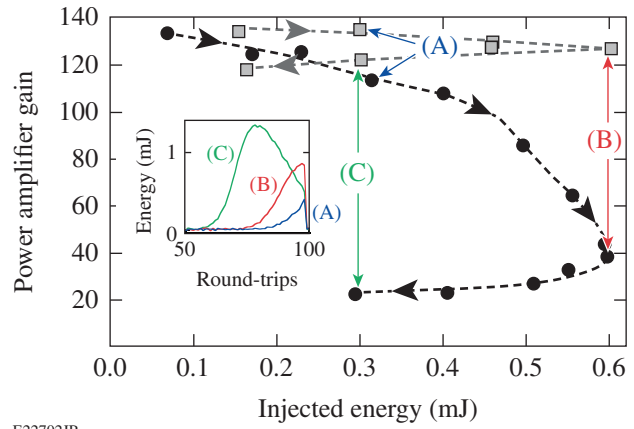 140
120
100
80
60
40
20
Power amplifier gain
0.0 0.1 0.2 0.3 0.4 0.5 0.6
Injected energy (mJ)
(A)
(B)
(C)
Energy (mJ)
1
0
50 100
Round-trips
(C)
(B)
(A)